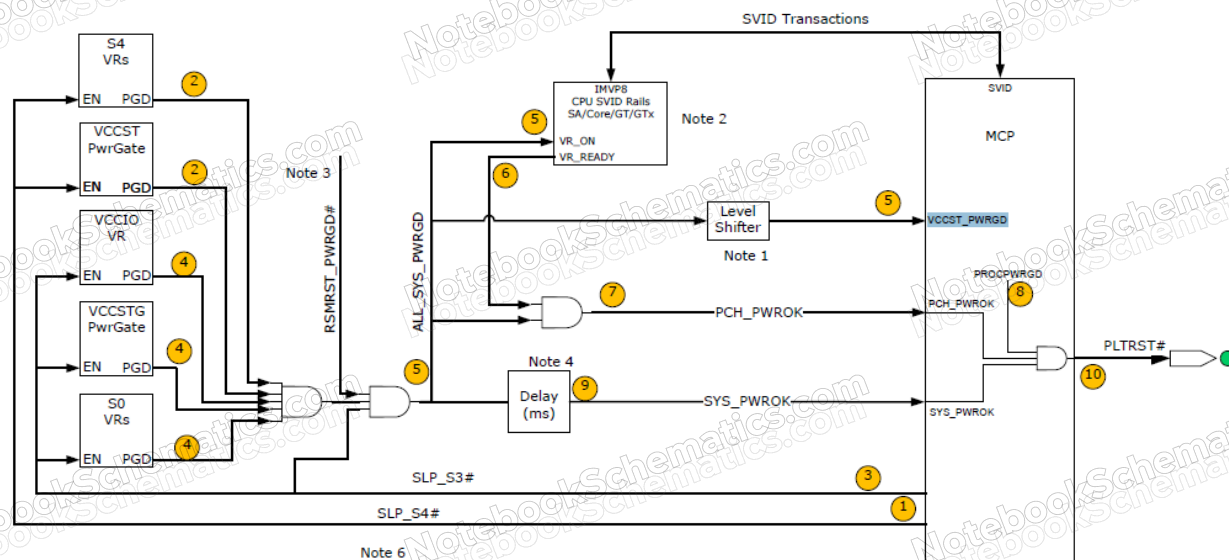 SVID Transactions
S4
VRs
EN PGD
2
VCCST
PwrGate
EN PGD
2
VCCIO
VR
EN PGD
4
VCCSTG
PwrGate
EN PGD
4
S0
VRs
EN PGD
4
Note 3
RSMRST_PWRGD#
ALL_SYS_PWRGD
5
IMVP8
CPU SVID Rails
SA/Core/GT/GTx
VR_ON
VR_READY
Note 2
5
6
Level
Shifter
Note 1
5
7
PCH_PWROK
Note 4
Delay
(ms)
9
SYS_PWROK
SVID
MCP
VCCST_PWRGD
PROCPWRGD
8
PCH_PWROK
SYS_PWROK
PLTRST#
10
SLP_S3#
3
SLP_S4#
1
Note 6
NotebookSchematics.com